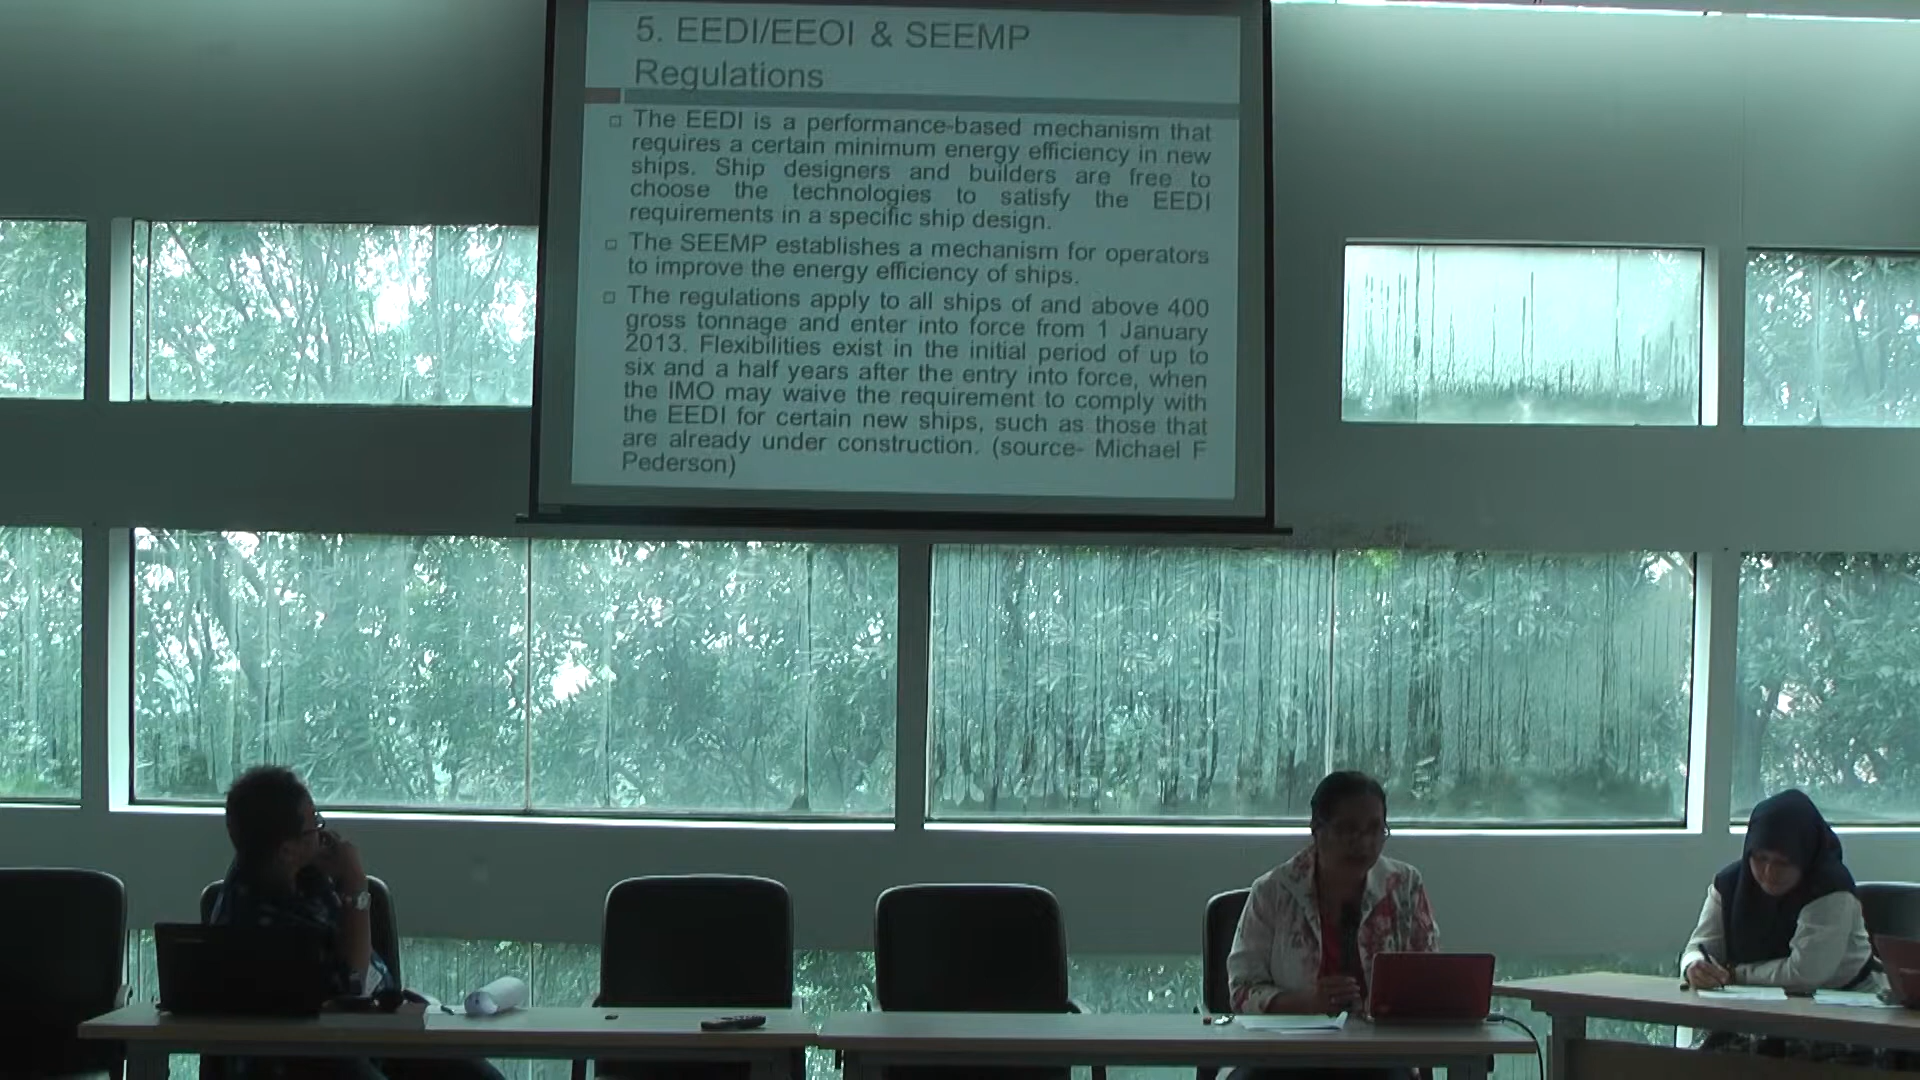 5. EEDI/EEOI & SEEMP
Regulations
The EEDI is a performance-based mechanism that
requires a certain minimum energy efficiency in new
ships. Ship designers and builders are free to
choose the technologies to satisfy the EEDI
requirements in a specific ship design.
The SEEMP establishes a mechanism for operators
to improve the energy efficiency of ships.
The regulations apply to all ships of and above 400
gross tonnage and enter into force from 1 January
2013. Flexibilities exist in the initial period of up to
six and a half years after the entry into force, when
the IMO may waive the requirement to comply with
the EEDI for certain new ships, such as those that
are already under construction. (source- Michael F
Pederson)